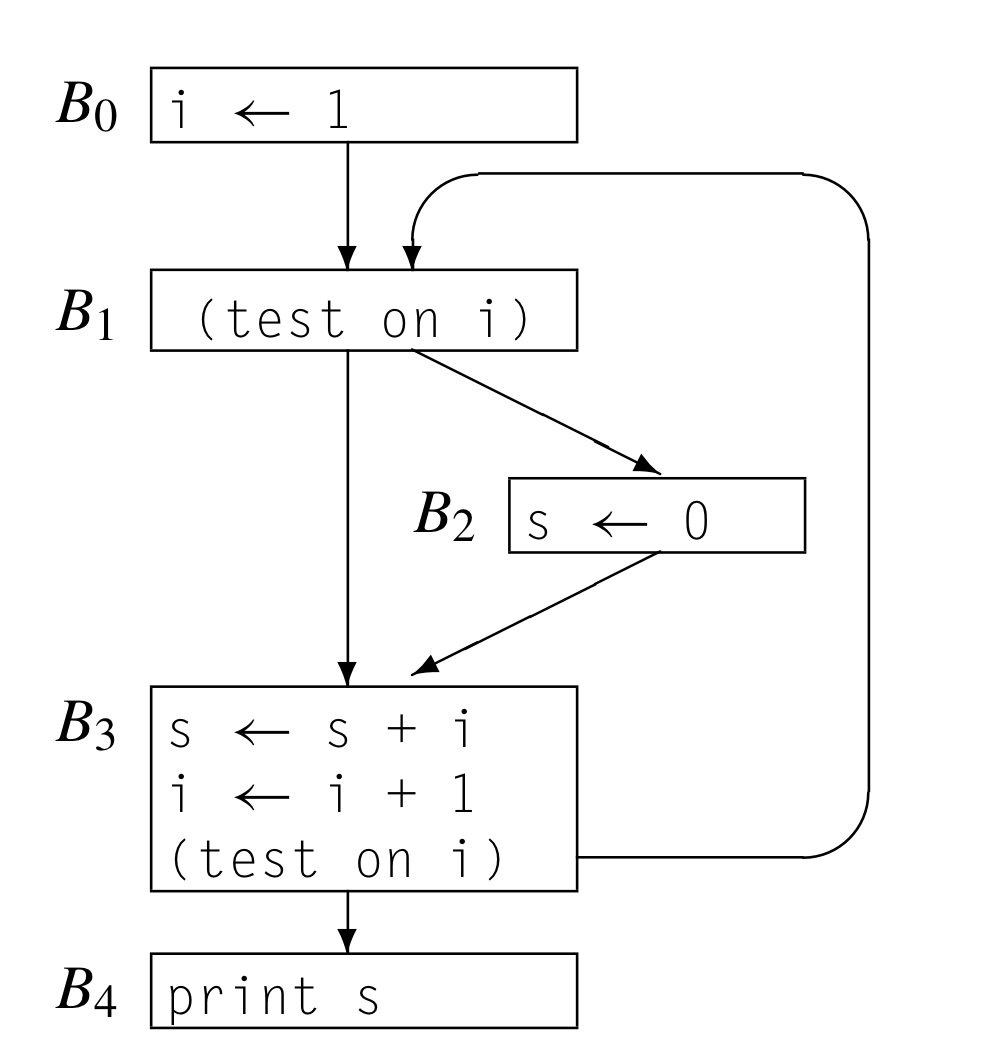 B0 i ← 1
B1 (test on i)
B2 s ← 0
B3 s ← s + i
i ← i + 1
(test on i)
B4 print s